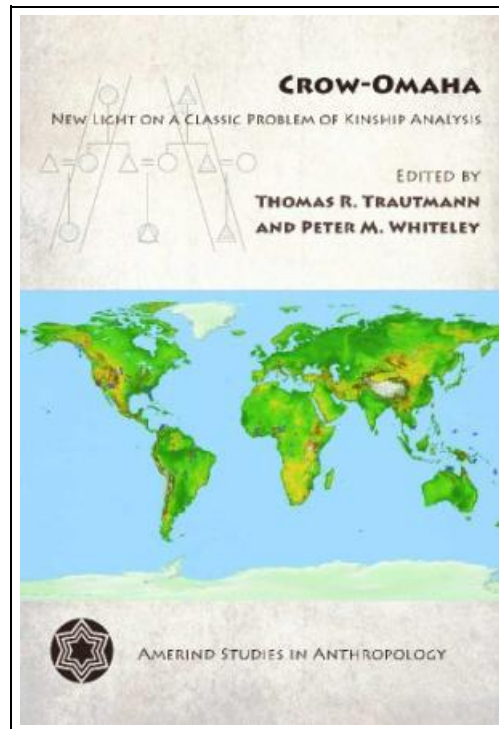 CROW-OMAHA
NEW LIGHT ON A CLASSIC PROBLEM OF KINSHIP ANALYSIS
EDITED BY
THOMAS R. TRAUTMANN
AND PETER M. WHITELEY
AMERIND STUDIES IN ANTHROPOLOGY